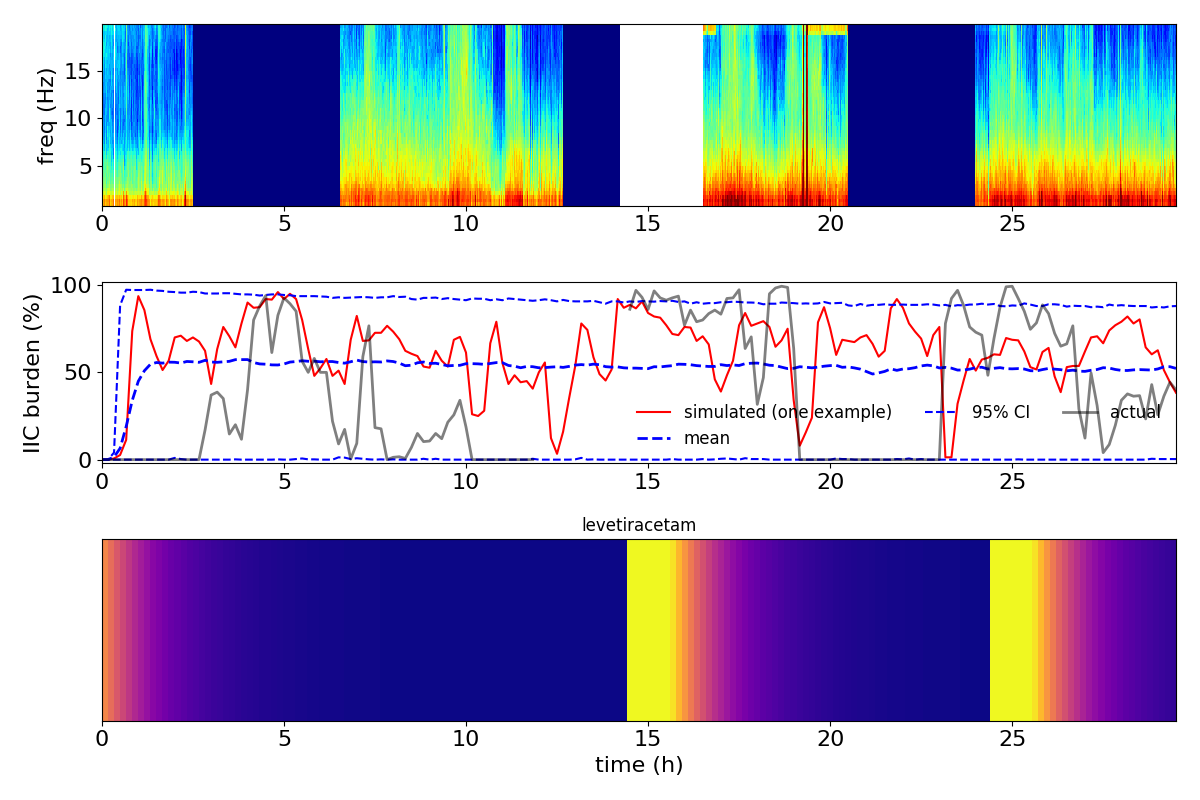 freq (Hz)
15
10
5
0 5 10 15 20 25
IIC burden (%)
100
50
0
simulated (one example) 95% CI actual
mean
0 5 10 15 20 25
levetiracetam
0 5 10 15 20 25
time (h)